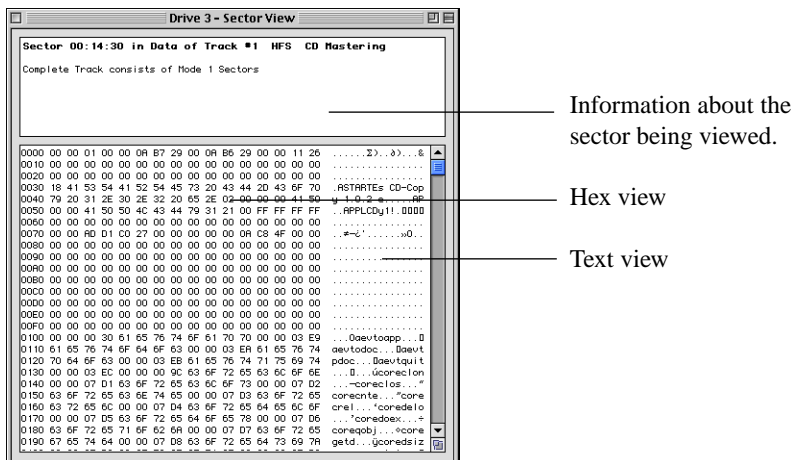 Drive 3 - Sector View
Sector 00:14:30 in Data of Track #1 HFS CD Mastering
Complete Track consists of Mode 1 Sectors
Information about the
sector being viewed.
0000 00 00 01 00 00 0A B7 29 00 0A B6 29 00 00 11 26 ......Σ)..∂)...&
0010 00 00 00 00 00 00 00 00 00 00 00 00 00 00 00 ...............
0020 00 00 00 00 00 00 00 00 00 00 00 00 00 00 00 ...............
0030 18 41 53 54 41 52 54 45 73 20 43 44 2D 43 6F 70 .ASTARTEs CD-Cop
Hex view
0040 79 20 31 2E 30 2E 32 20 65 2E 02 00 00 00 41 50 y 1.0.2 e.....AP
0050 00 00 41 50 50 4C 43 44 79 31 21 00 FF FF FF FF ..APPLCDy1!.
0060 00 00 00 00 00 00 00 00 00 00 00 00 00 00 00 ...............
0070 00 00 AD D1 C0 27 00 00 00 00 00 0A C8 4F 00 00 ..≠—¿'......»O..
0080 00 00 00 00 00 00 00 00 00 00 00 00 00 00 00 ...............
0090 00 00 00 00 00 00 00 00 00 00 00 00 00 00 00 ...............
Text view
00A0 00 00 00 00 00 00 00 00 00 00 00 00 00 00 00 ...............
00B0 00 00 00 00 00 00 00 00 00 00 00 00 00 00 00 ...............
00C0 00 00 00 00 00 00 00 00 00 00 00 00 00 00 00 ...............
00D0 00 00 00 00 00 00 00 00 00 00 00 00 00 00 00 ...............
00E0 00 00 00 00 00 00 00 00 00 00 00 00 00 00 00 ...............
00F0 00 00 00 00 00 00 00 00 00 00 00 00 00 00 00 ...............
0100 00 00 00 30 61 65 76 74 6F 61 70 70 00 00 03 E9 ...0aevtoapp...
0110 61 65 76 74 6F 64 6F 63 00 00 03 EA 61 65 76 74 aevtodoc...aevt
0120 70 64 6F 63 00 00 03 EB 61 65 76 74 71 75 69 74 pdoc...aevtquit
0130 00 00 03 EC 00 00 00 9C 63 6F 72 65 63 6C 6F 6E ......úcoreclon
0140 00 00 07 D1 63 6F 72 65 63 6C 6F 73 00 00 07 D2 ...—coreclos..."
0150 63 6F 72 65 63 6E 74 65 00 00 07 D3 63 6F 72 65 corecnte..."core
0160 63 72 65 6C 00 00 07 D4 63 6F 72 65 64 65 6C 6F crel...'coredelo
0170 00 00 07 D5 63 6F 72 65 64 6F 65 78 00 00 07 D6 ...'coredoex...÷
0180 63 6F 72 65 71 6F 62 6A 00 00 07 D7 63 6F 72 65 coreqobj...◊core
0190 67 65 74 64 00 00 07 D8 63 6F 72 65 64 73 69 7A getd...ÿcoredsiz